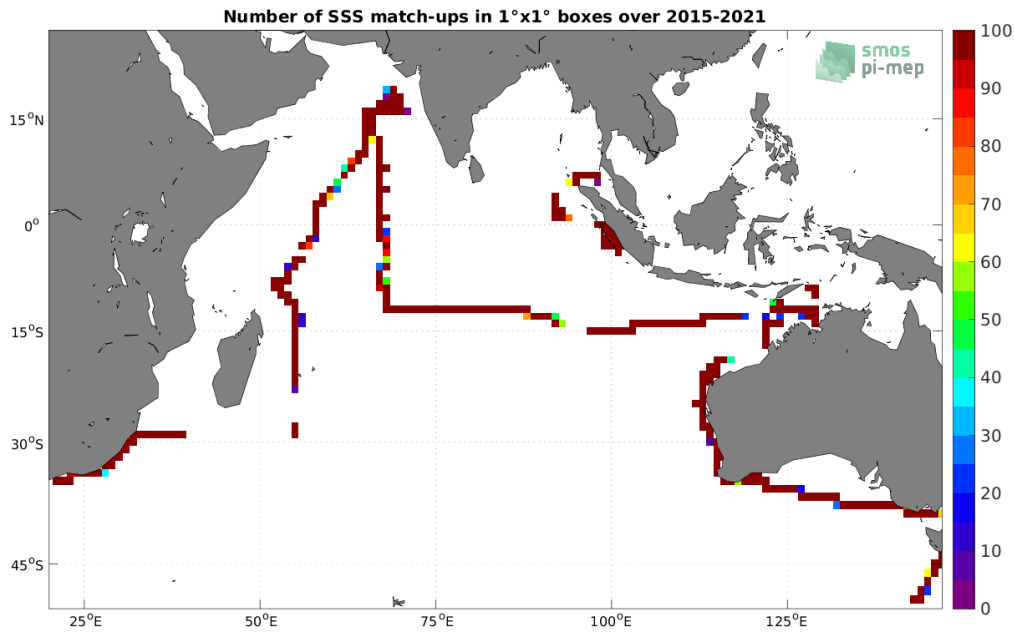 Number of SSS match-ups in 1°x1° boxes over 2015-2021
smos
pi-mep
15°N
0°
15°S
30°S
45°S
25°E
50°E
75°E
100°E
125°E
100
90
80
70
60
50
40
30
20
10
0